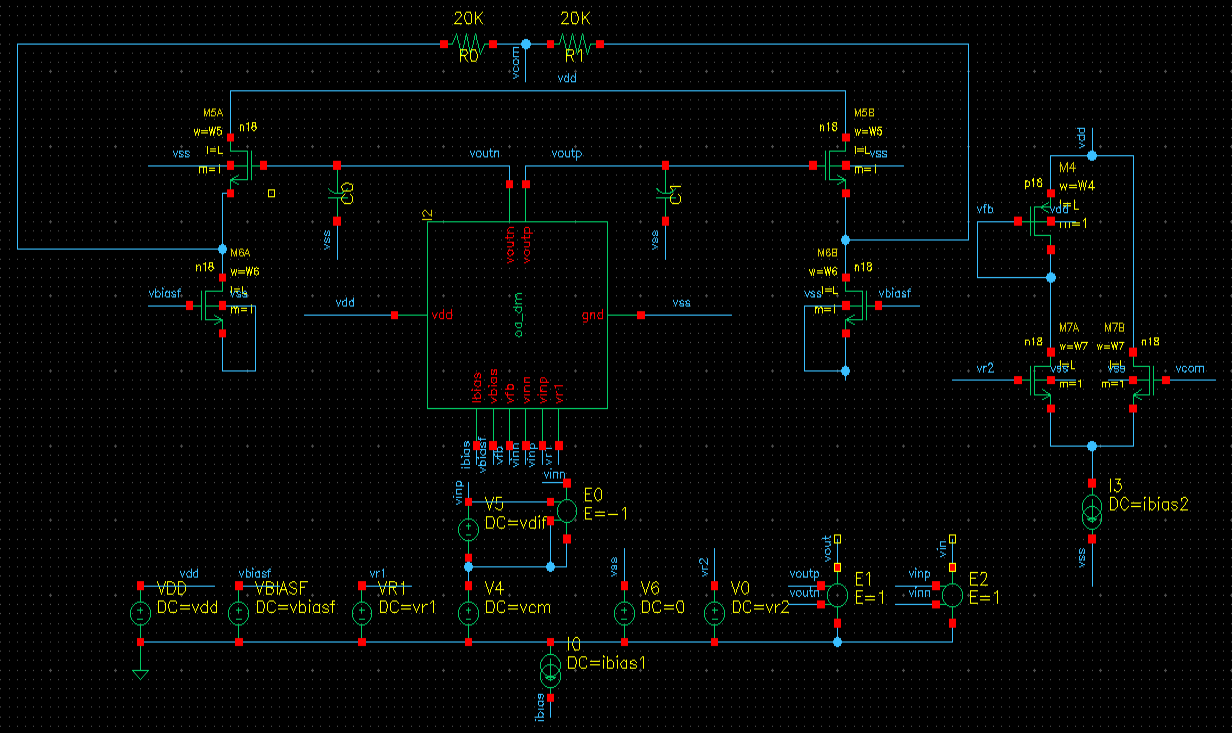 20K
20K
R0
R1
vcom
vdd
M5A
w=W5
n18
l=L
m=1
vss
voutn
voutp
M5B
n18
w=W5
l=L
m=1
vss
C0
vss
C1
vss
I2
voutn
voutp
vdd
vdd
aa_dm
gnd
vss
M6A
n18
w=W6
l=L
m=1
vbiasf
vss
M6B
w=W6
n18
l=L
m=1
vss
vbiasf
vdd
M4
p18
w=W4
l=L
m=1
vfb
vdd
M7A
n18
w=W7
l=L
m=1
vr2
vss
M7B
w=W7
n18
l=L
m=1
vss
vcom
ibias
vbias
vfb
vinn
vinp
vr1
ibias
vbiasf
vfb
vinn
vinp
vr1
vinn
vinp
V5
DC=vdif
E0
E=-1
I3
DC=ibias2
vss
vdd
VDD
DC=vdd
vbiasf
VBIASF
DC=vbiasf
vr1
VR1
DC=vr1
V4
DC=vcm
vss
V6
DC=0
vr2
V0
DC=vr2
vout
voutp
voutn
E1
E=1
vin
vinp
vinn
E2
E=1
I0
DC=ibias1
ibias